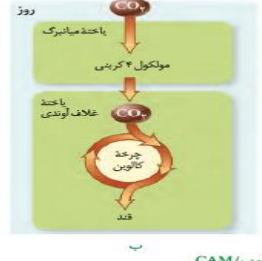 روز
CO₂
یاختهٔ میانبرگ
مولکول ۴ کربنی
یاختهٔ
غلاف آوندی
CO₂
چرخهٔ
کالوین
قند
ب